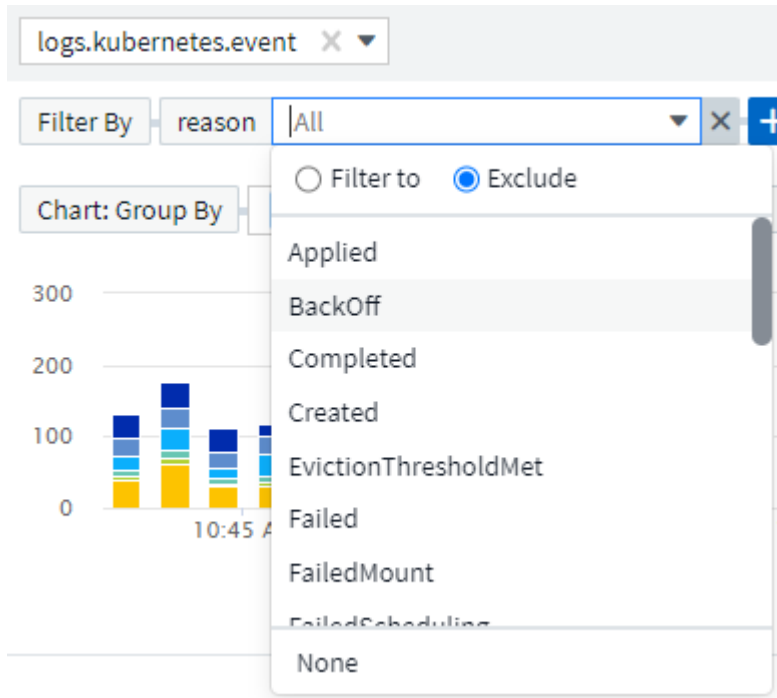 logs.kubernetes.event
Filter By reason All
Filter to Exclude
Chart: Group By
Applied
BackOff
Completed
Created
EvictionThresholdMet
Failed
FailedMount
FailedScheduling
None
300
200
100
0
10:45 A